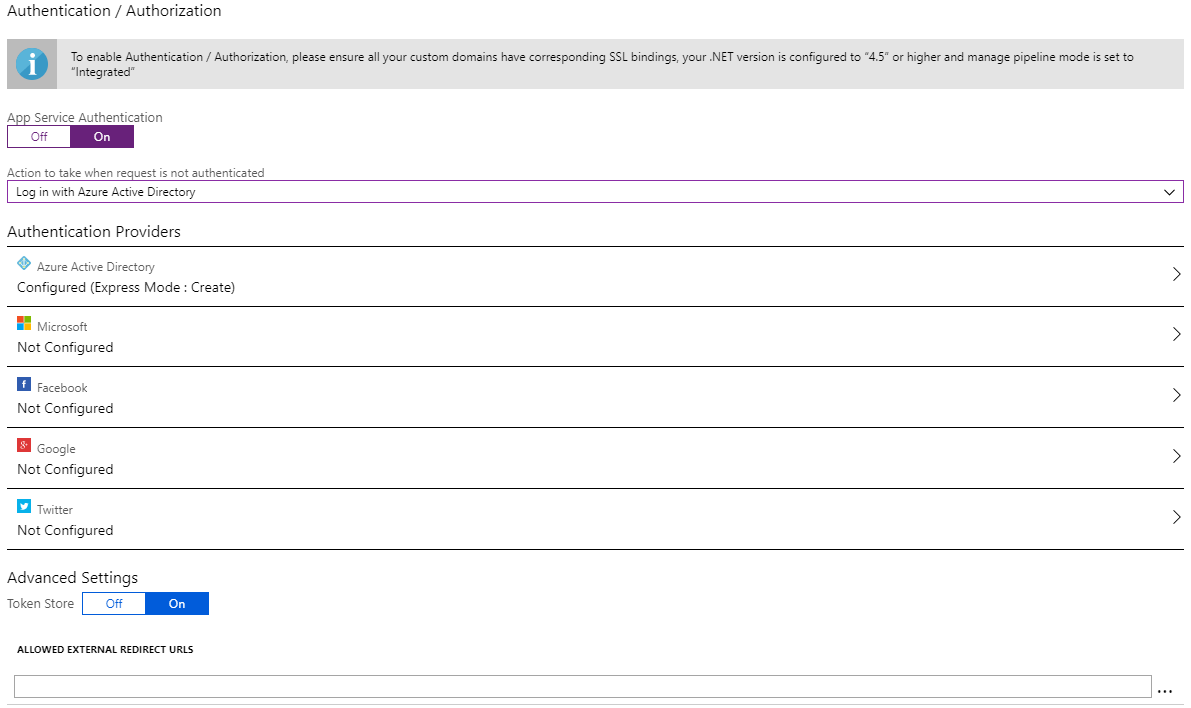 Authentication / Authorization
To enable Authentication / Authorization, please ensure all your custom domains have corresponding SSL bindings, your .NET version is configured to “4.5” or higher and manage pipeline mode is set to
“Integrated”
App Service Authentication
Off On
Action to take when request is not authenticated
Log in with Azure Active Directory
Authentication Providers
Azure Active Directory
Configured (Express Mode : Create)
Microsoft
Not Configured
Facebook
Not Configured
Google
Not Configured
Twitter
Not Configured
Advanced Settings
Token Store Off On
ALLOWED EXTERNAL REDIRECT URLS
...